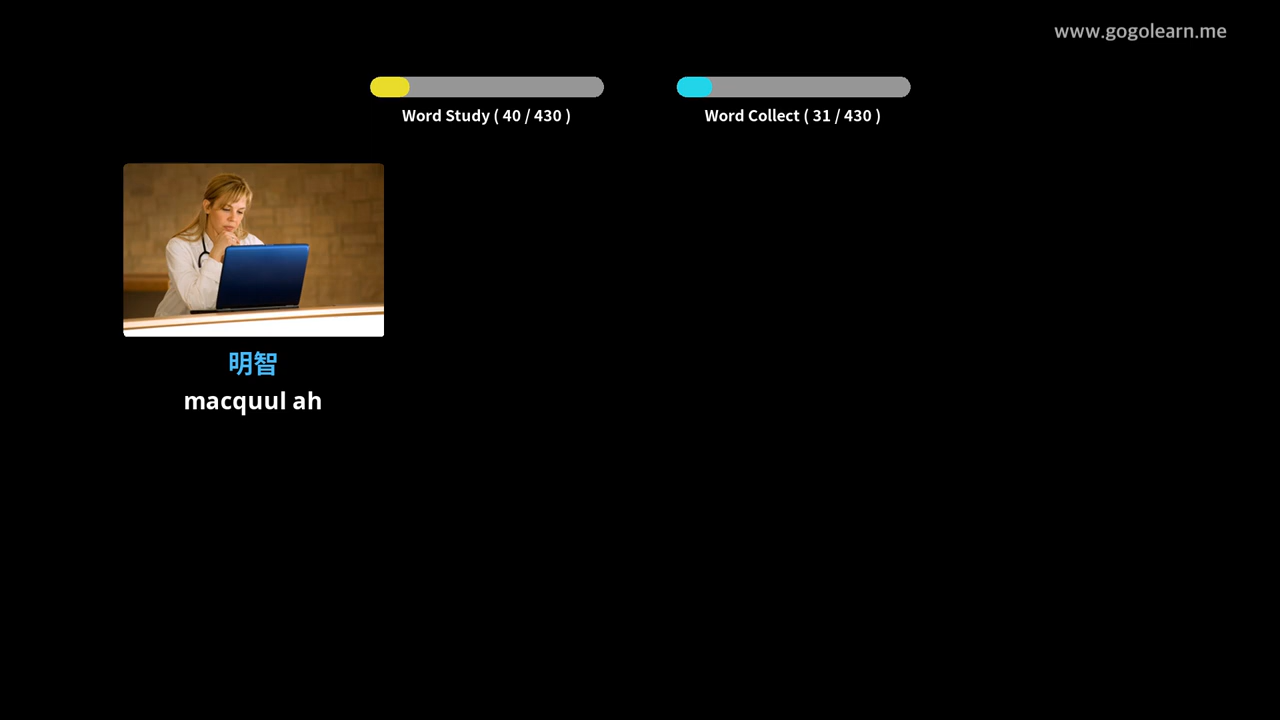 www.gogolearn.me
Word Study ( 40 / 430 )
Word Collect ( 31 / 430 )
明智
macquul ah